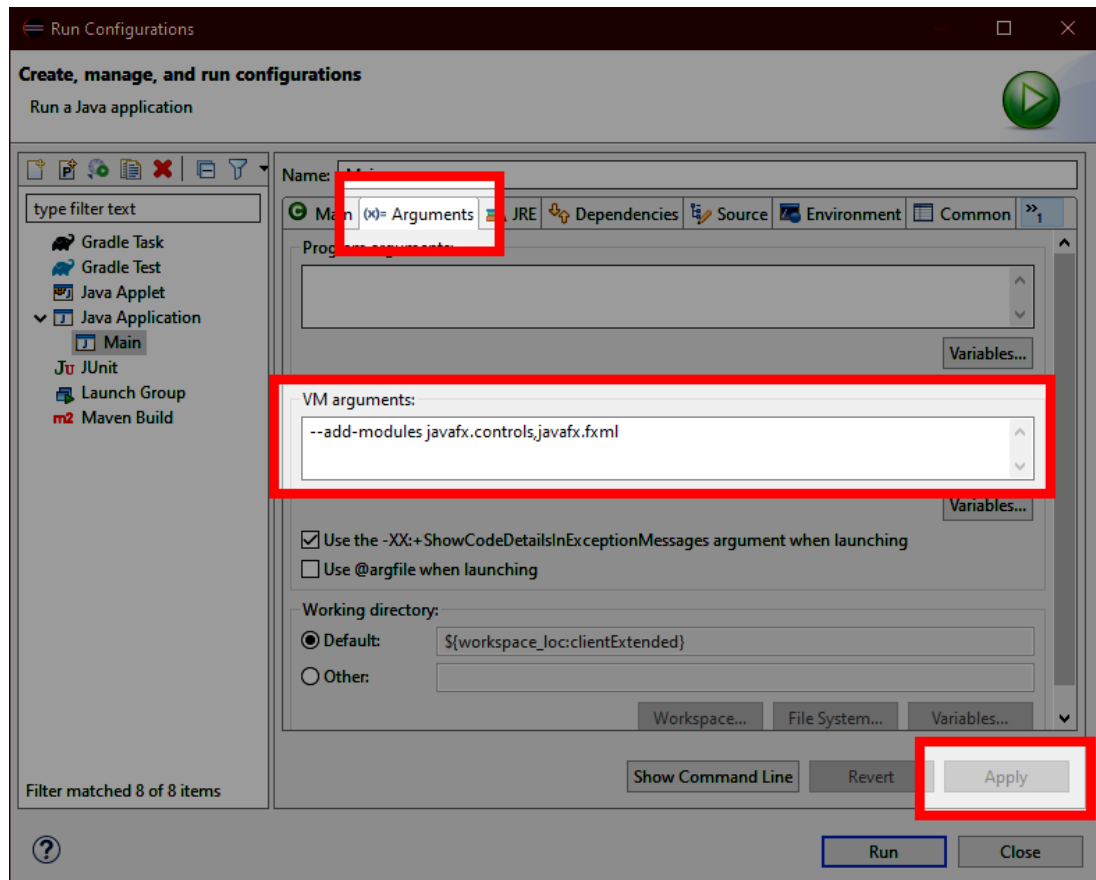 Run Configurations
Create, manage, and run configurations
Run a Java application
type filter text
Gradle Task
Gradle Test
Java Applet
Java Application
Main
JUnit
Launch Group
Maven Build
Filter matched 8 of 8 items
Name: Main
Main (x)= Arguments JRE Dependencies Source Environment Common »1
Program arguments:
Variables...
VM arguments:
--add-modules javafx.controls,javafx.fxml
Variables...
Use the -XX:+ShowCodeDetailsInExceptionMessages argument when launching
Use @argfile when launching
Working directory:
Default: ${workspace_loc:clientExtended}
Other:
Workspace... File System... Variables...
Show Command Line Revert Apply
Run Close